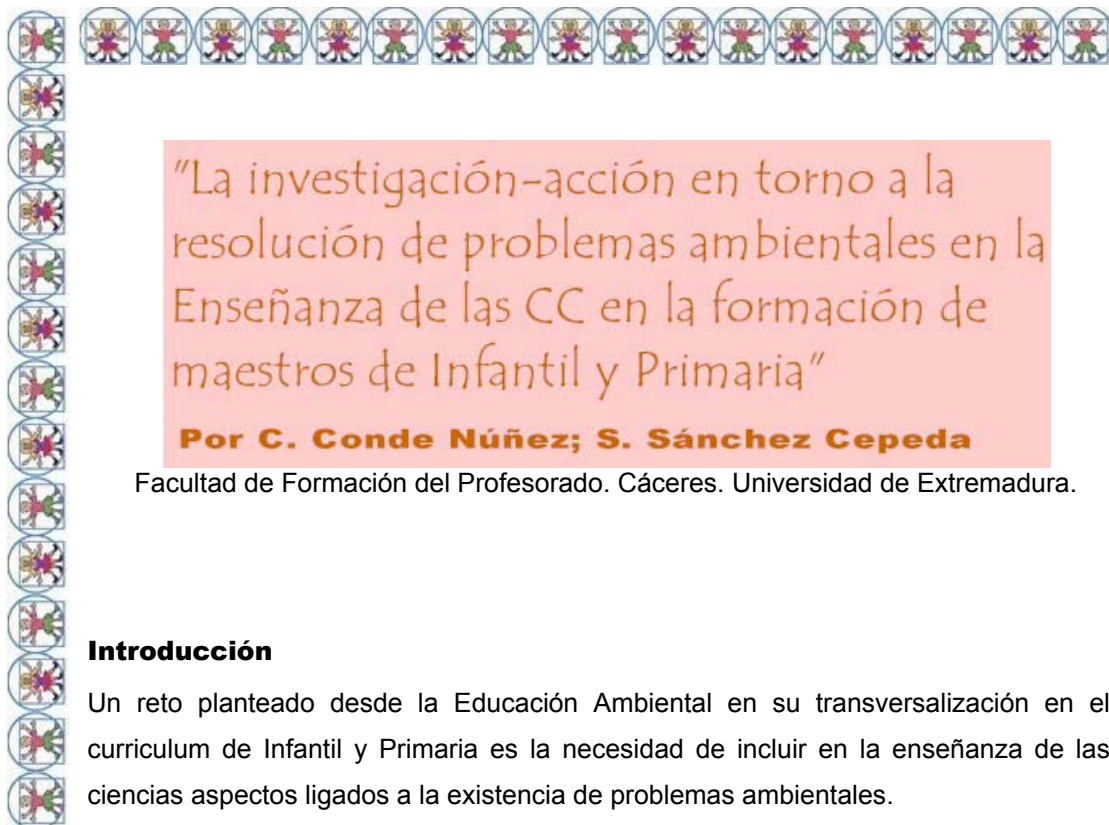 "La investigación-acción en torno a la
resolución de problemas ambientales en la
Enseñanza de las CC en la formación de
maestros de Infantil y Primaria"
Por C. Conde Núñez; S. Sánchez Cepeda
Facultad de Formación del Profesorado. Cáceres. Universidad de Extremadura.
Introducción
Un reto planteado desde la Educación Ambiental en su transversalización en el
curriculum de Infantil y Primaria es la necesidad de incluir en la enseñanza de las
ciencias aspectos ligados a la existencia de problemas ambientales.